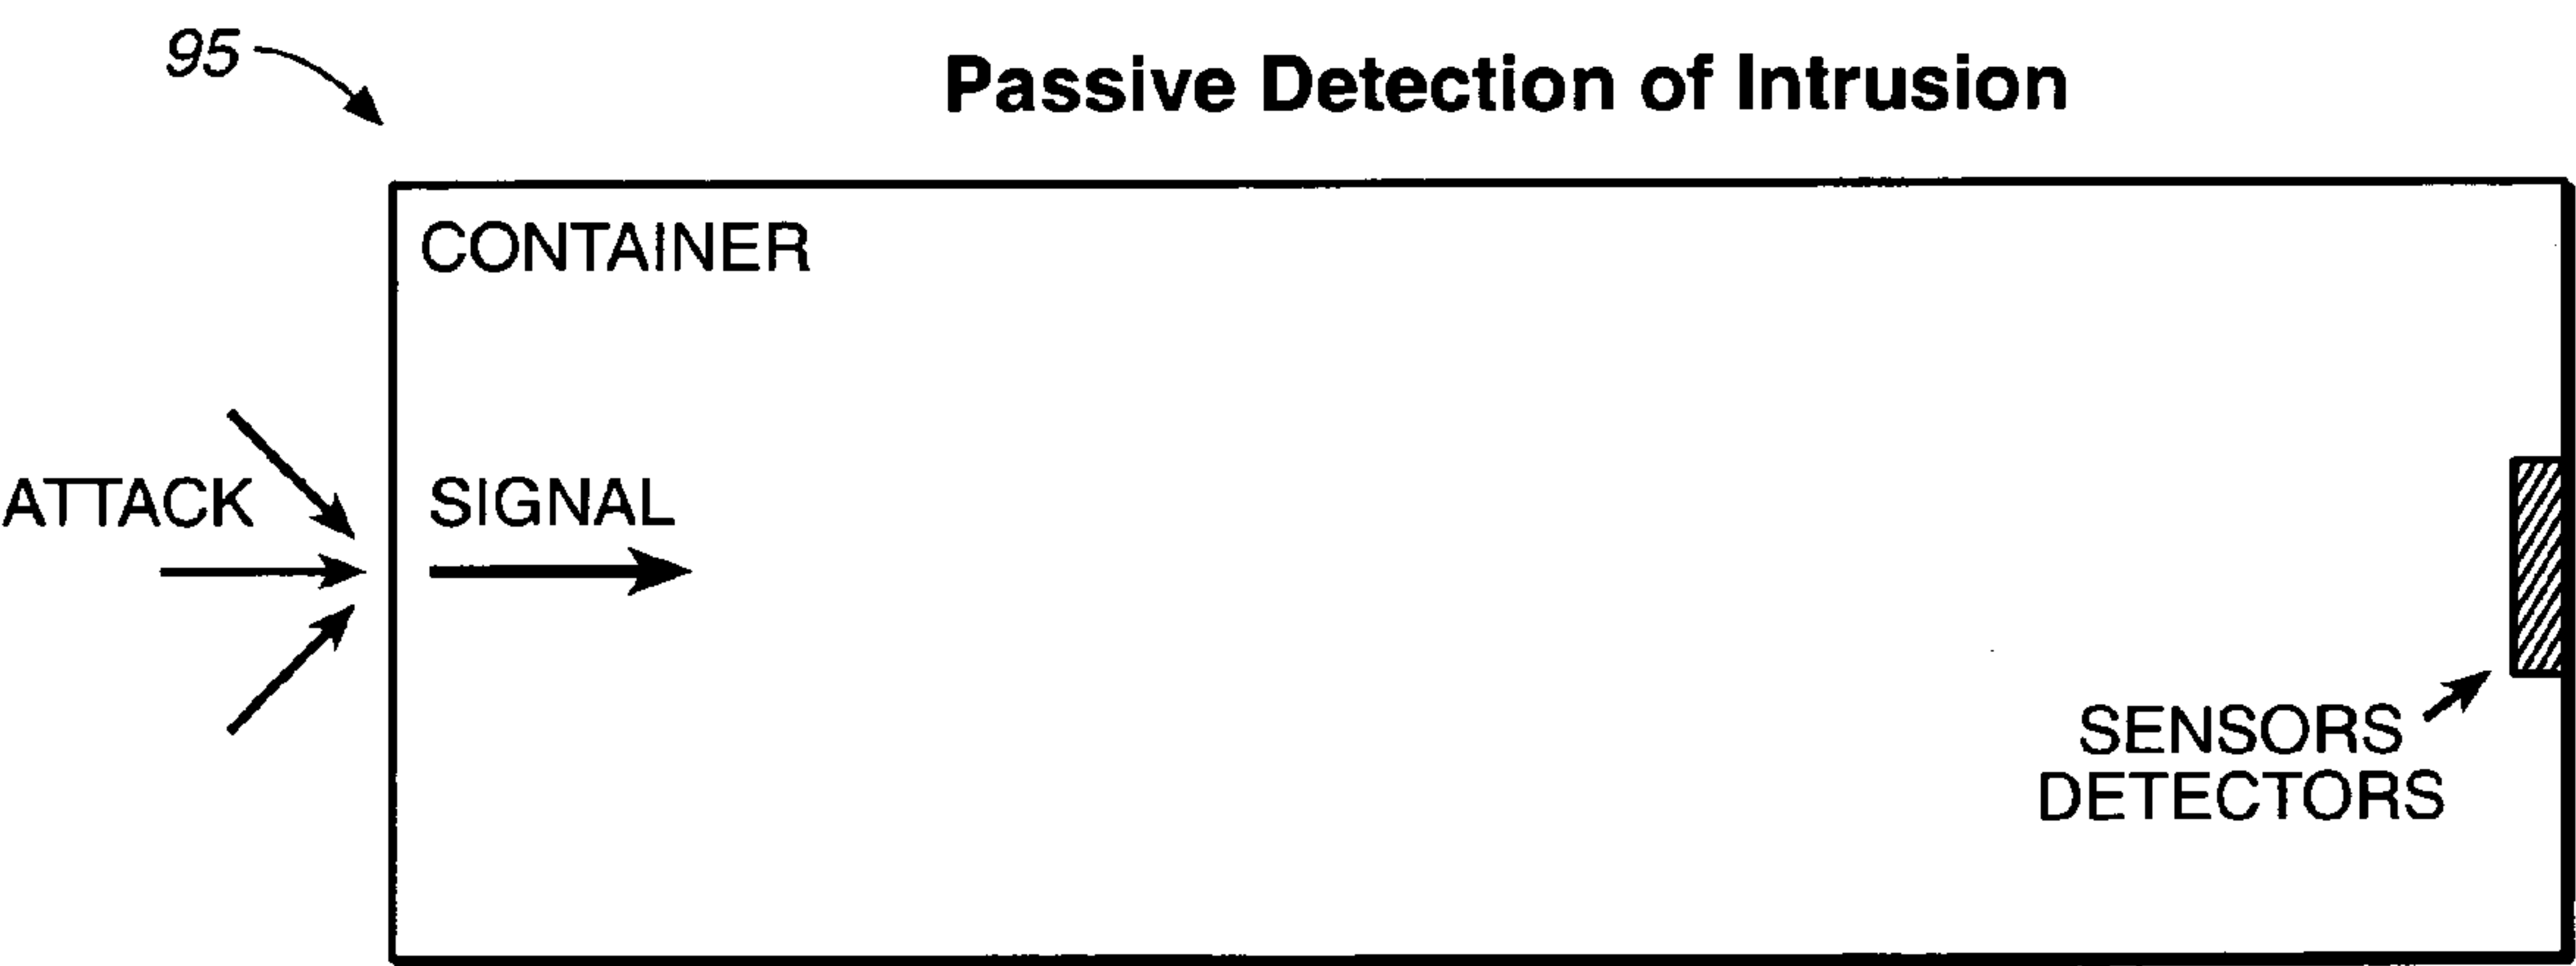 95
Passive Detection of Intrusion
CONTAINER
ATTACK
SIGNAL
SENSORS
DETECTORS